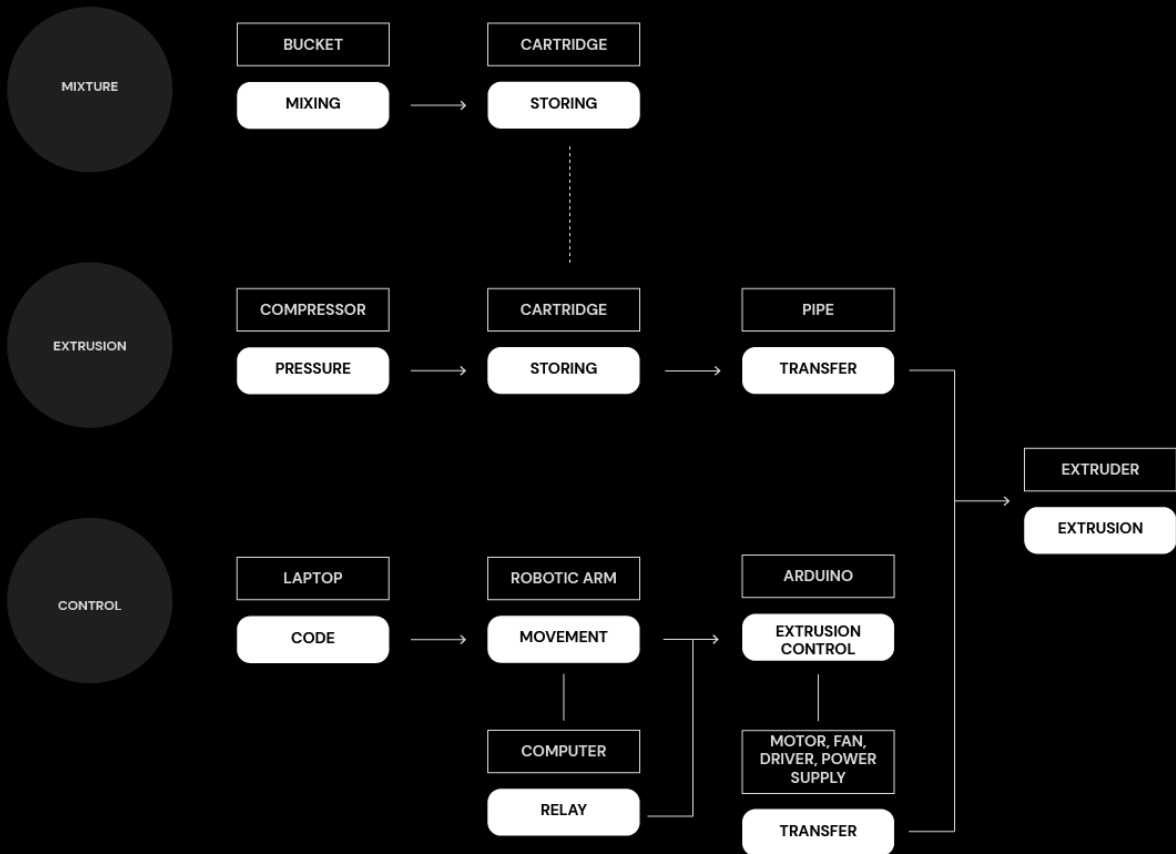 MIXTURE
BUCKET
CARTRIDGE
MIXING
STORING
EXTRUSION
COMPRESSOR
CARTRIDGE
PIPE
PRESSURE
STORING
TRANSFER
EXTRUDER
EXTRUSION
CONTROL
LAPTOP
ROBOTIC ARM
ARDUINO
CODE
MOVEMENT
EXTRUSION
CONTROL
COMPUTER
MOTOR, FAN,
DRIVER, POWER
SUPPLY
RELAY
TRANSFER